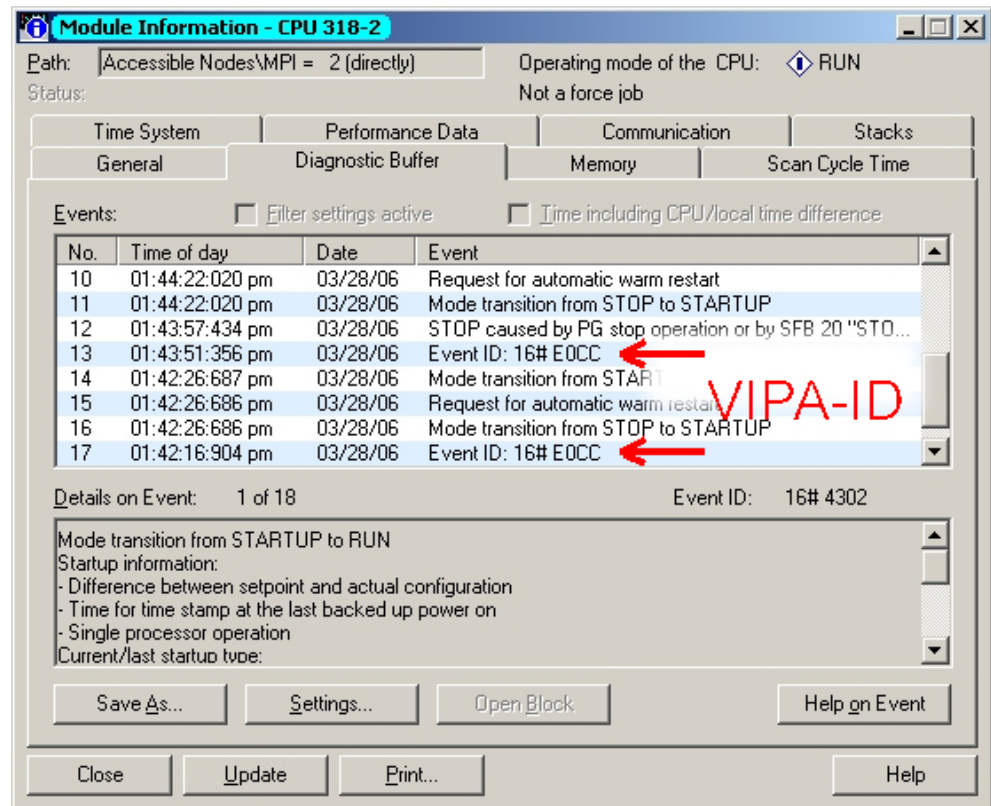 Module Information - CPU 318-2
Path: Accessible Nodes\MPI = 2 (directly) Operating mode of the CPU: RUN
Status: Not a force job
Time System Performance Data Communication Stacks
General Diagnostic Buffer Memory Scan Cycle Time
Events: Filter settings active Time including CPU/local time difference
No. Time of day Date Event
10 01:44:22:020 pm 03/28/06 Request for automatic warm restart
11 01:44:22:020 pm 03/28/06 Mode transition from STOP to STARTUP
12 01:43:57:434 pm 03/28/06 STOP caused by PG stop operation or by SFB 20 "STO...
13 01:43:51:356 pm 03/28/06 Event ID: 16# E0CC
14 01:42:26:687 pm 03/28/06 Mode transition from START
VIPA-ID
15 01:42:26:686 pm 03/28/06 Request for automatic warm restart
16 01:42:26:686 pm 03/28/06 Mode transition from STOP to STARTUP
17 01:42:16:904 pm 03/28/06 Event ID: 16# E0CC
Details on Event: 1 of 18 Event ID: 16# 4302
Mode transition from STARTUP to RUN
Startup information:
- Difference between setpoint and actual configuration
- Time for time stamp at the last backed up power on
- Single processor operation
Current/last startup type:
Save As... Settings... Open Block Help on Event
Close Update Print... Help